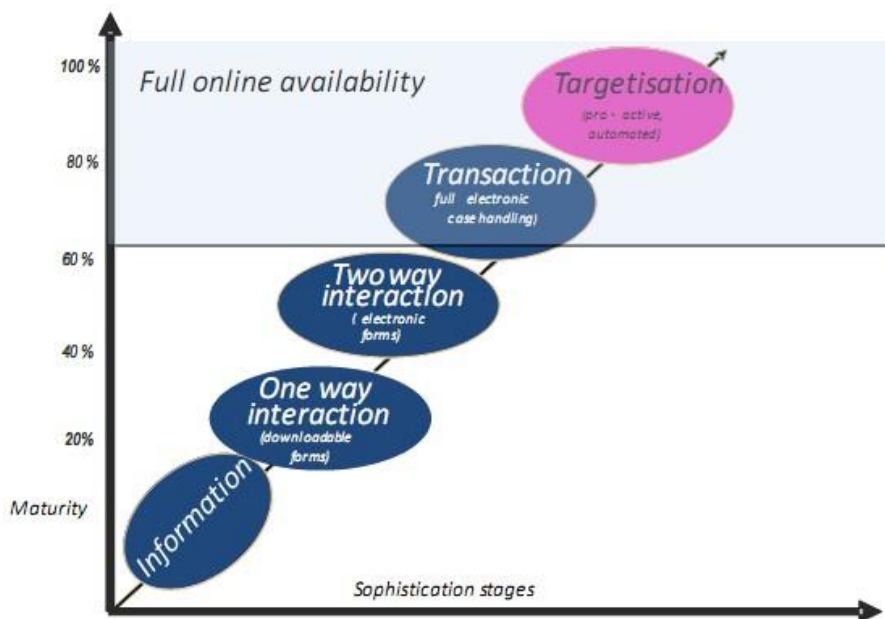 100 %
Full online availability
Targetisation
(pro - active,
automated)
80 %
Transaction
full electronic
case handling)
60 %
Two way
interaction
( electronic
forms)
40 %
One way
interaction
(downloadable
forms)
20%
Information
Maturity
Sophistication stages